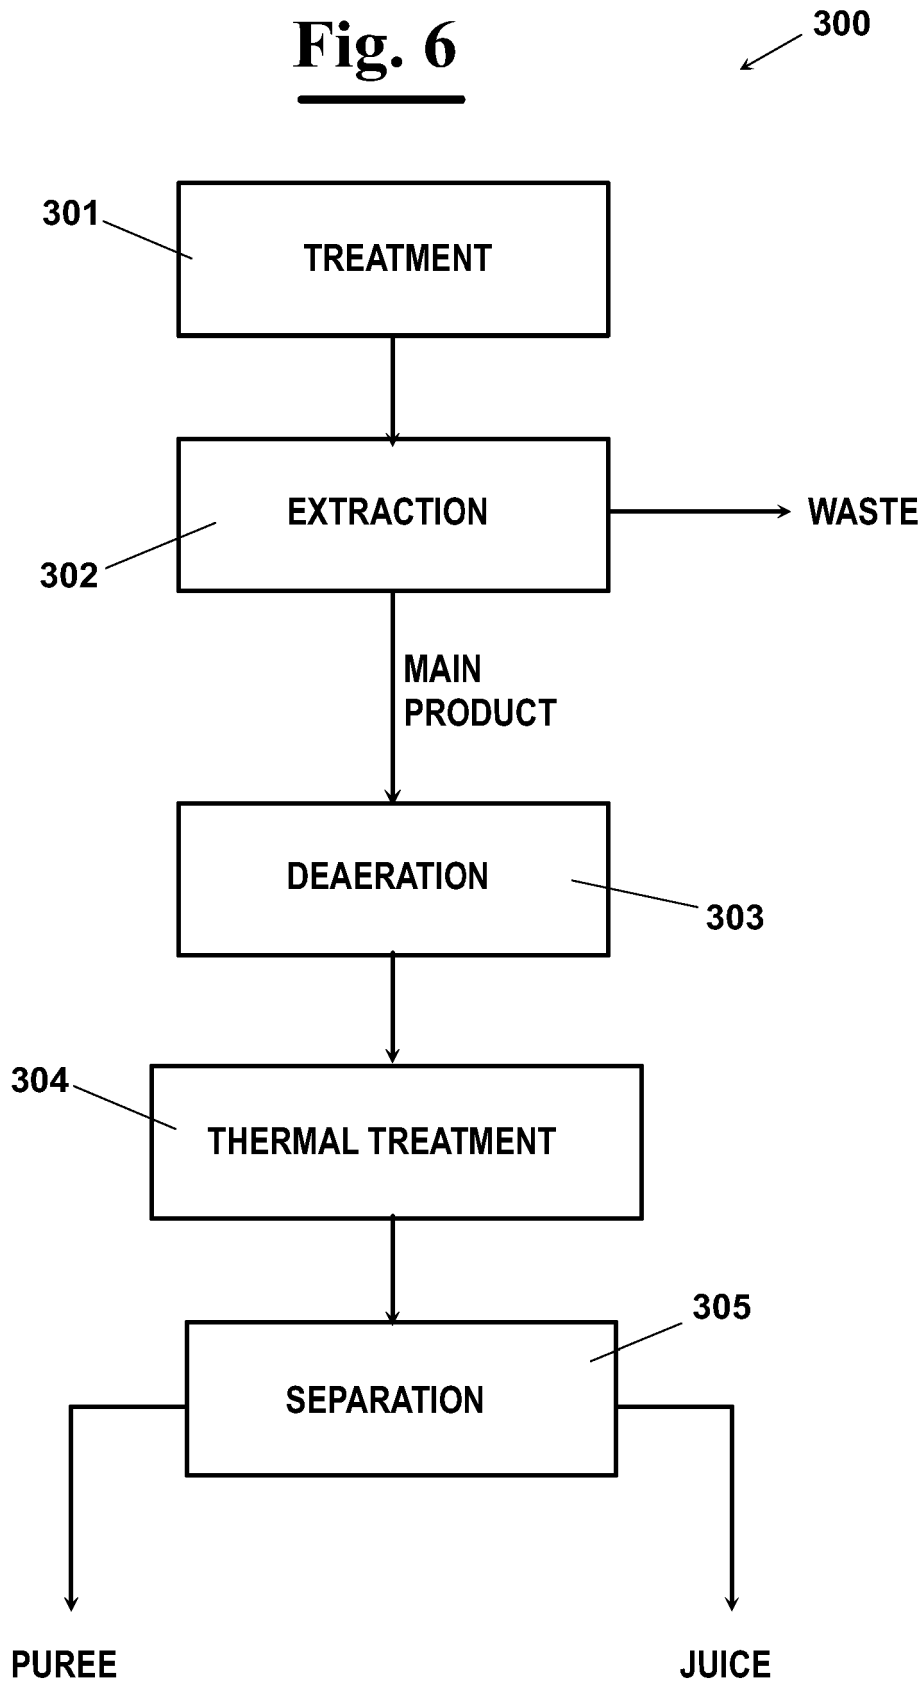 Fig. 6
300
301
TREATMENT
EXTRACTION
WASTE
302
MAIN
PRODUCT
DEAERATION
303
304
THERMAL TREATMENT
305
SEPARATION
PUREE
JUICE